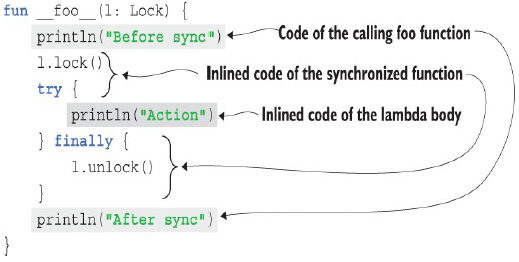 fun __foo__(l: Lock) {
println("Before sync") Code of the calling foo function
l.lock() Inlined code of the synchronized function
try {
println("Action") Inlined code of the lambda body
} finally {
l.unlock()
}
println("After sync")
}